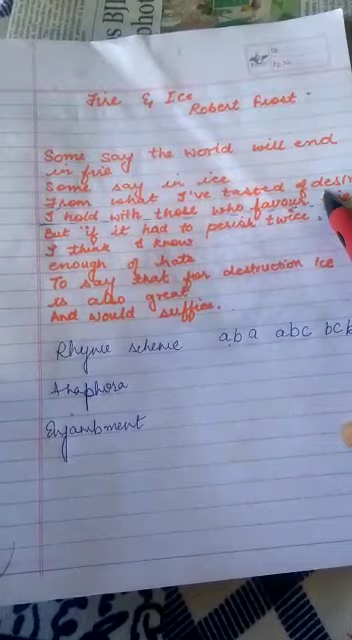 Fire & Ice
Robert Frost.
Some say the world will end
in fire
Some say in ice
From what I've tasted of desir
I hold with those who favour
But if it had to perish twice.
I think I know
enough of hate
To say that for destruction Ice
is also great
And would suffice.
Rhyme scheme aba abc bcb
Anaphora
Enjambment